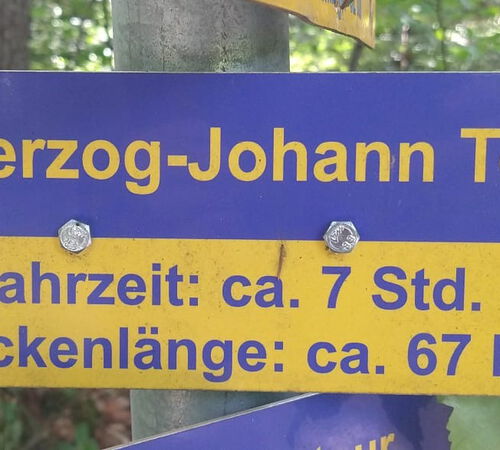 erzog-Johann T
ahrzeit: ca. 7 Std.
ckenlänge: ca. 67